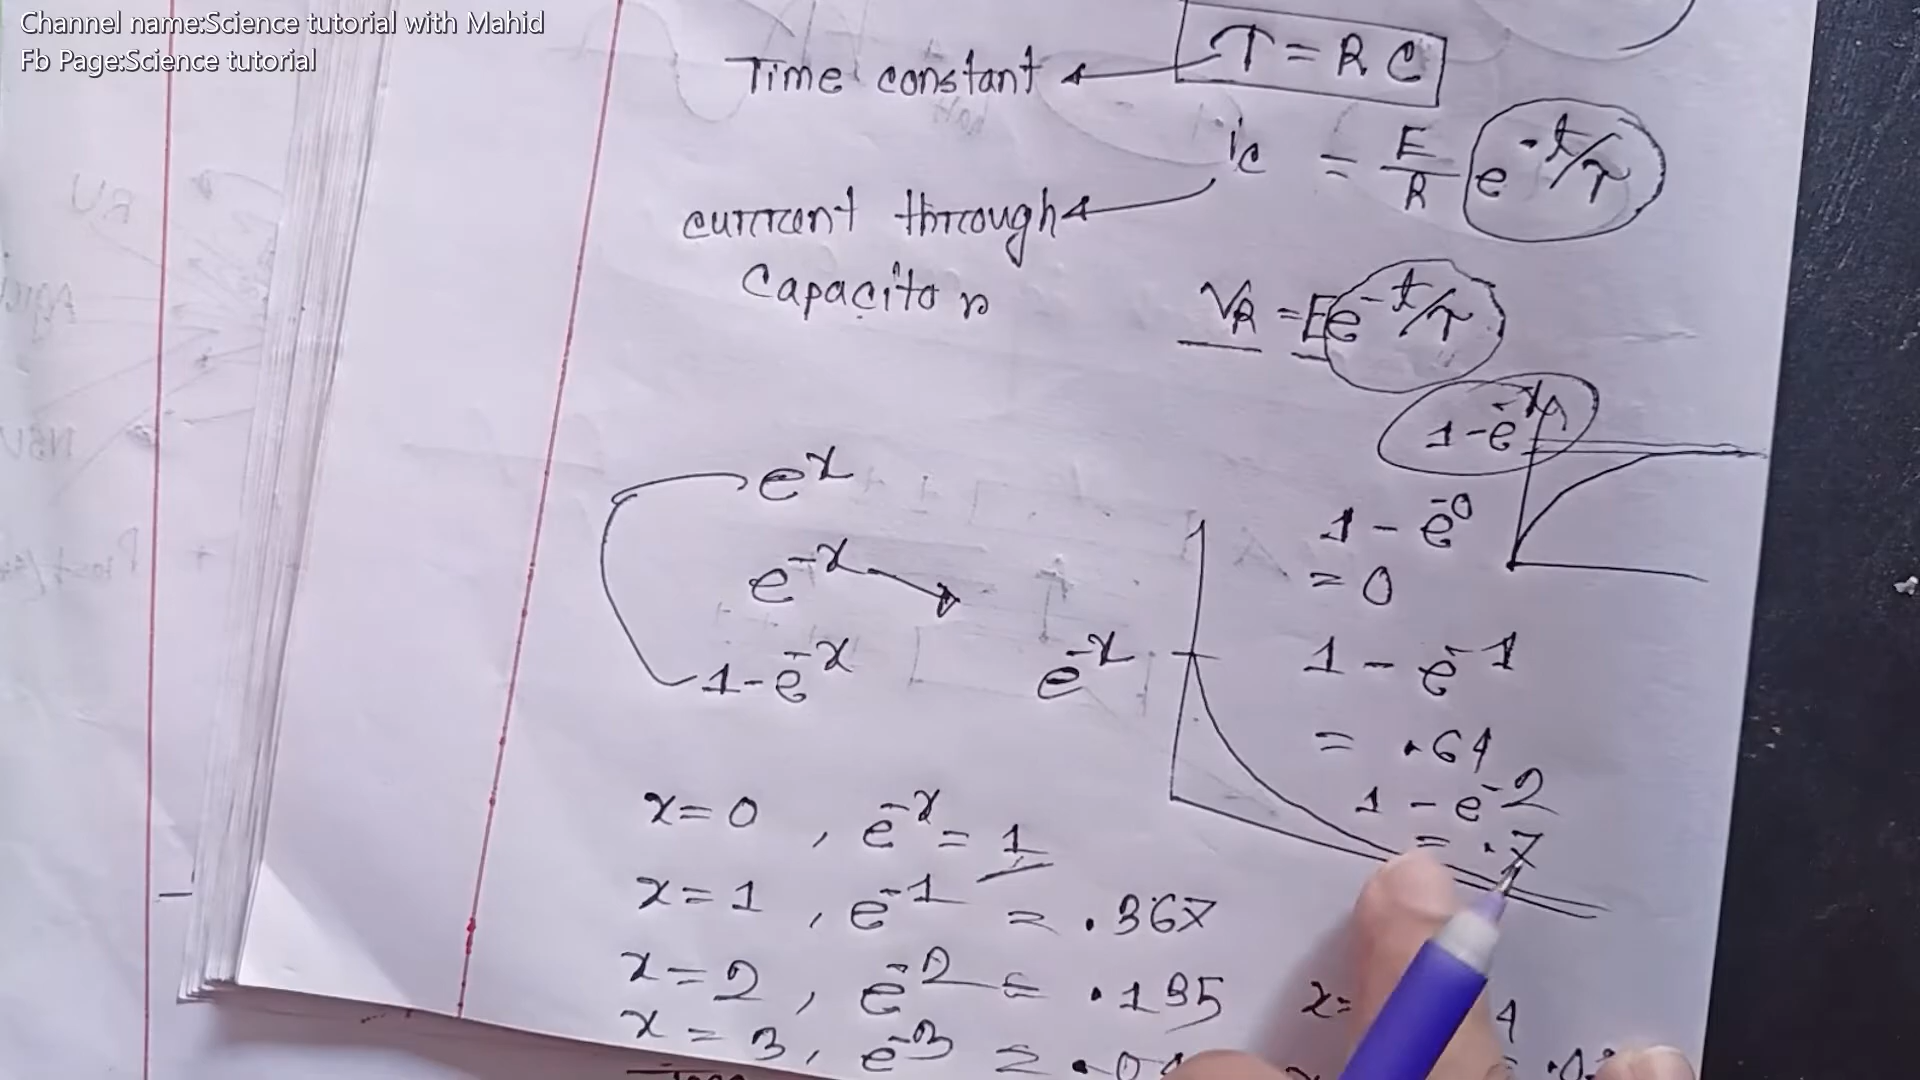 Channel name:Science tutorial with Mahid
Fb Page:Science tutorial
Time constant
τ = R C
ic = E/R e^-t/τ
current through
Capacitor
VR = E e^-t/τ
1 - e^-x
e^x
1 - e^-0
= 0
e^-x
1 - e^-x
e^-x
1 - e^-1
= .64
1 - e^-2
= .7
x = 0 , e^-x = 1
x = 1 , e^-1 = .367
x = 2 , e^-2 = .135
x =
4
x = 3 , e^-3 = .04